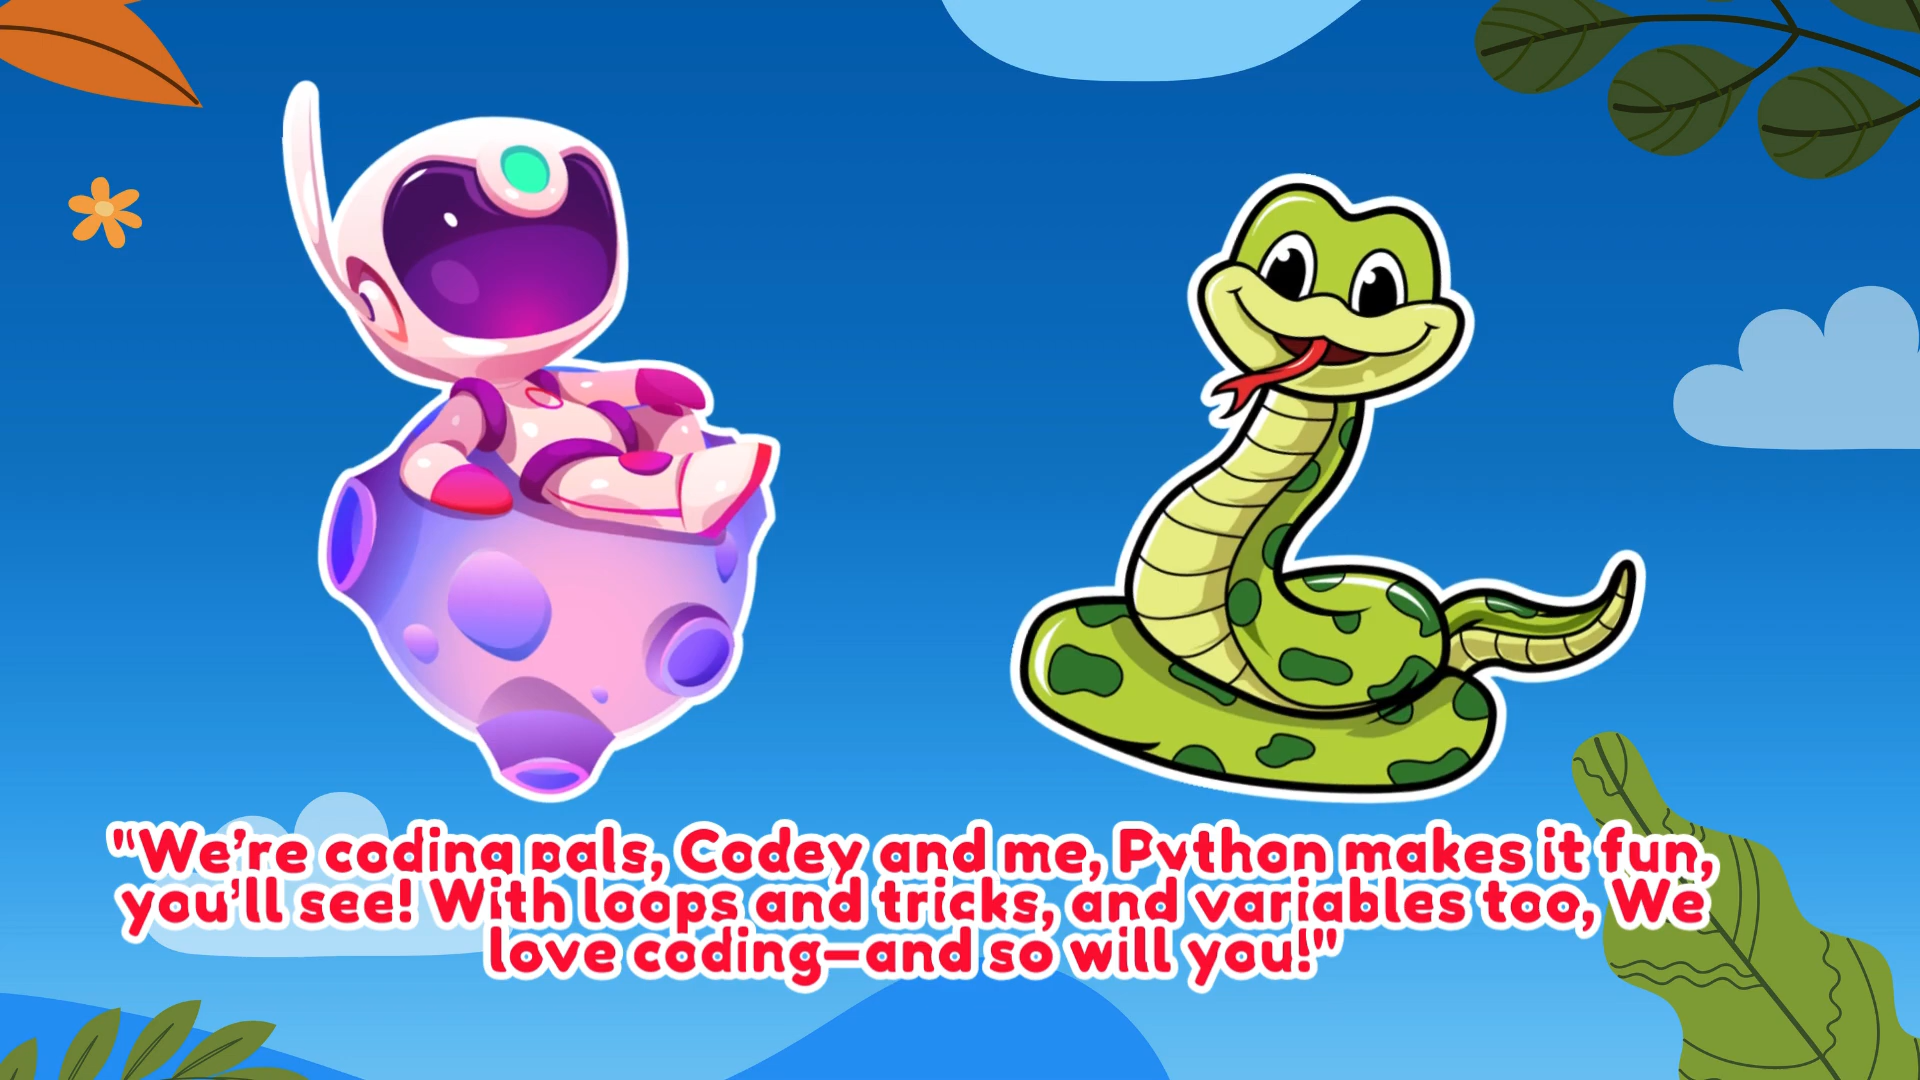 "We’re coding pals, Codey and me, Python makes it fun,
you’ll see! With loops and tricks, and variables too, We
love coding—and so will you!"